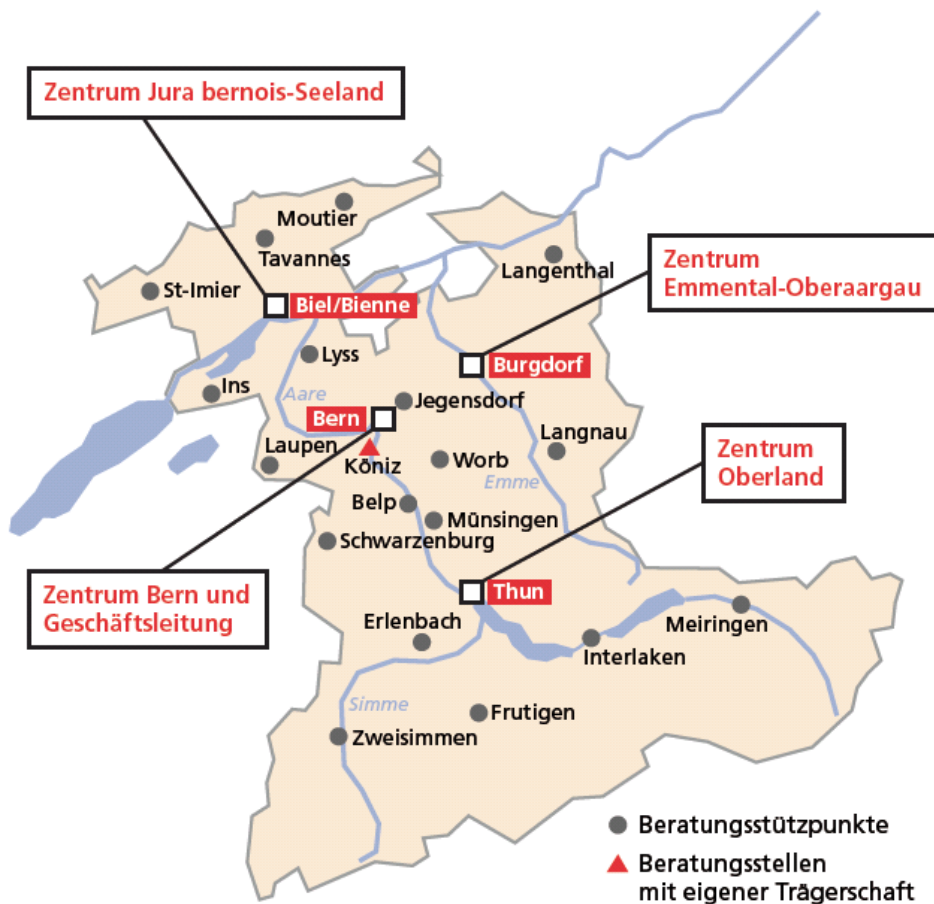 Zentrum Jura bernois-Seeland
Moutier
Tavannes
St-Imier
Biel/Bienne
Langenthal
Zentrum
Emmental-Oberaargau
Lyss
Burgdorf
Ins
Aare
Jegensdorf
Bern
Laupen
Köniz
Worb
Langnau
Emme
Zentrum
Oberland
Belp
Münsingen
Schwarzenburg
Zentrum Bern und
Geschäftsleitung
Thun
Erlenbach
Meiringen
Interlaken
Simme
Frutigen
Zweisimmen
Beratungsstützpunkte
Beratungsstellen
mit eigener Trägerschaft